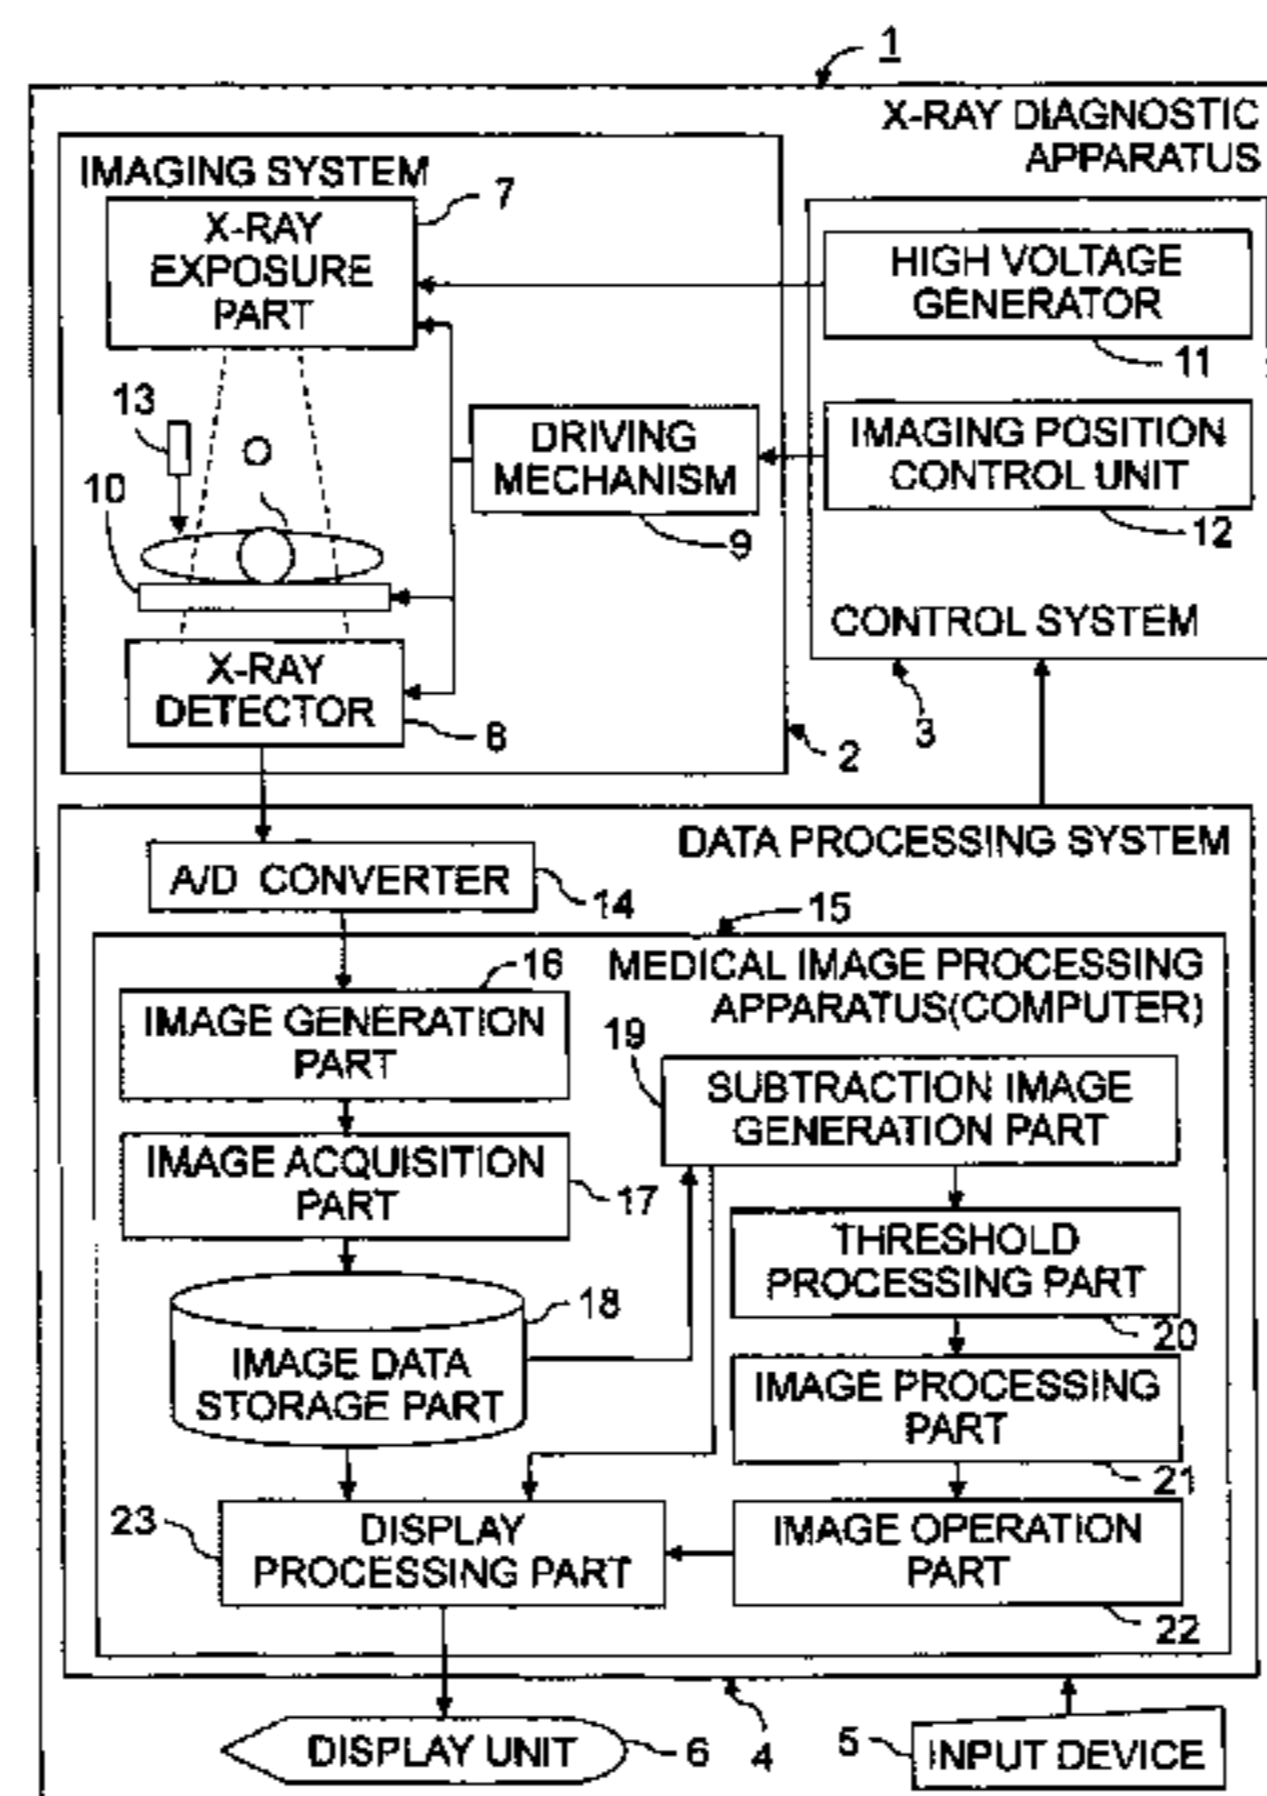 1
X-RAY DIAGNOSTIC
APPARATUS
IMAGING SYSTEM
7
X-RAY
EXPOSURE
PART
HIGH VOLTAGE
GENERATOR
11
13
O
10
DRIVING
MECHANISM
9
IMAGING POSITION
CONTROL UNIT
12
CONTROL SYSTEM
3
X-RAY
DETECTOR
8
2
DATA PROCESSING SYSTEM
A/D CONVERTER
14
15
MEDICAL IMAGE PROCESSING
APPARATUS(COMPUTER)
16
IMAGE GENERATION
PART
19
SUBTRACTION IMAGE
GENERATION PART
IMAGE ACQUISITION
PART
17
THRESHOLD
PROCESSING PART
20
18
IMAGE DATA
STORAGE PART
IMAGE PROCESSING
PART
21
23
DISPLAY
PROCESSING PART
IMAGE OPERATION
PART
22
DISPLAY UNIT
6
4
5
INPUT DEVICE